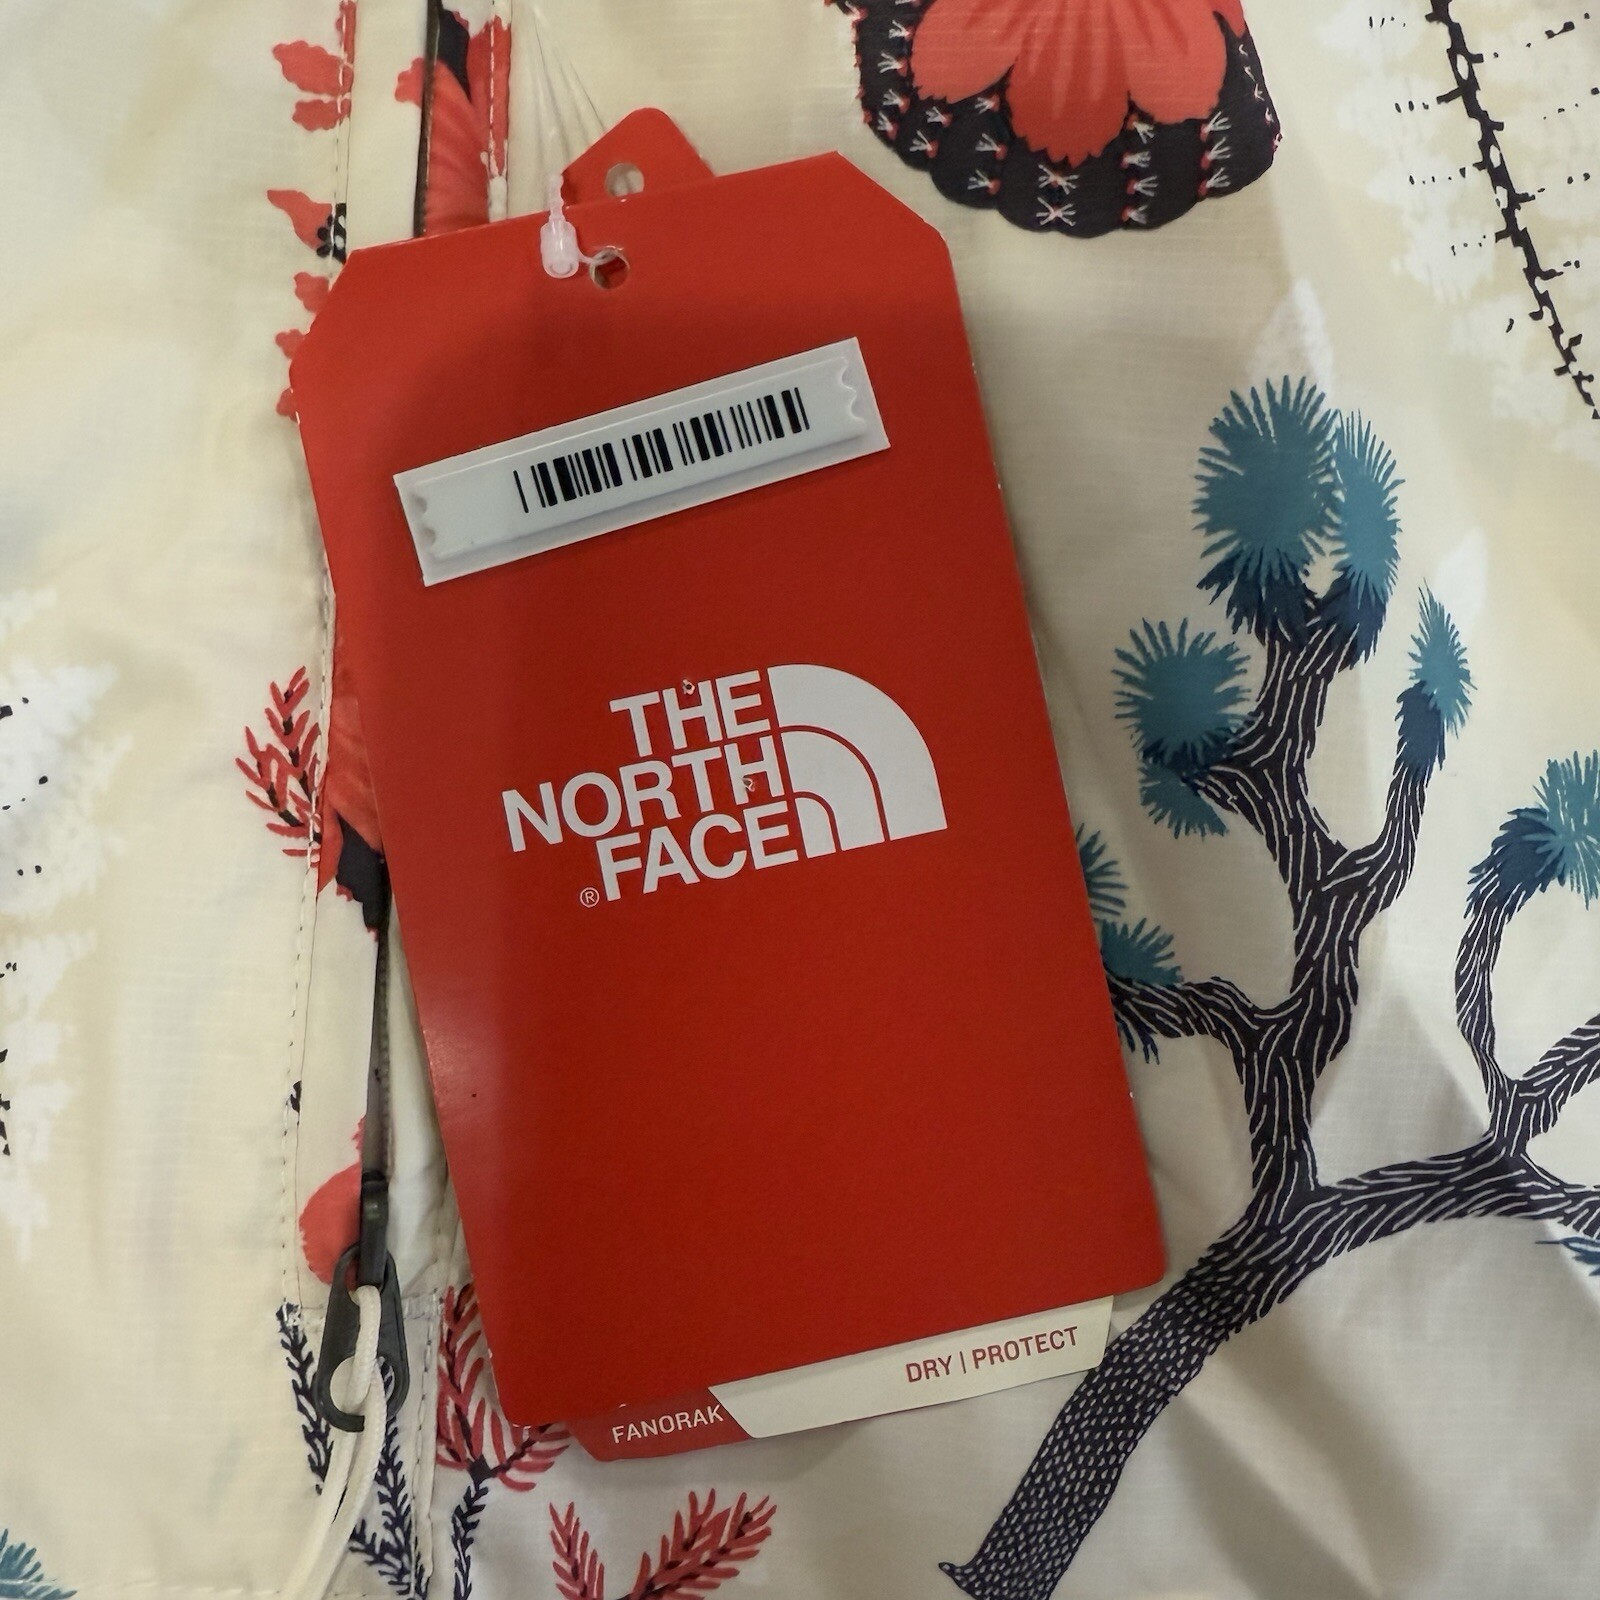 THE
NORTH
FACE
®
DRY | PROTECT
FANORAK